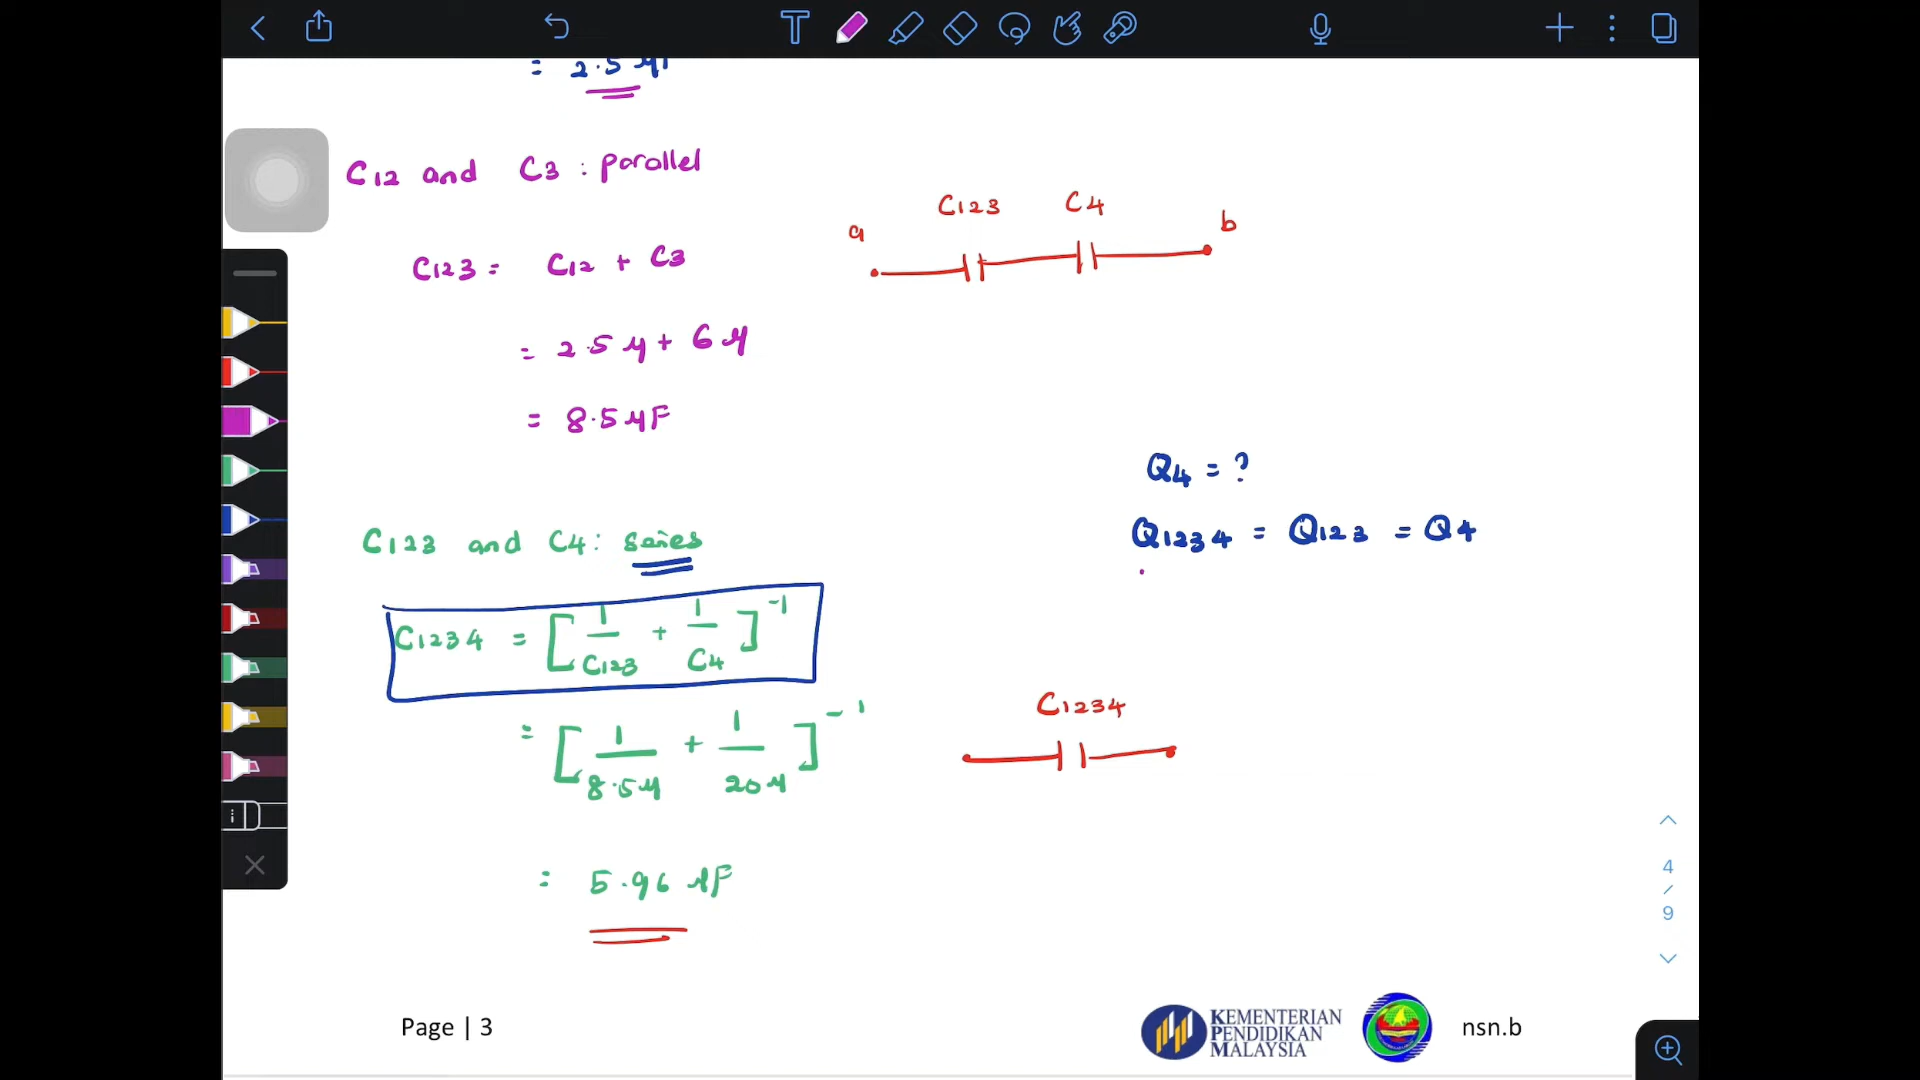 = 2.5 μF
C12 and C3 : parallel
C123 C4
a b
C123 = C12 + C3
= 2.5 μ + 6 μ
= 8.5 μF
Q4 = ?
Q1234 = Q123 = Q4
C123 and C4 : series
C1234 = [1/C123 + 1/C4]^-1
C1234
= [1/8.5μ + 1/20μ]^-1
= 5.96 μF
4
/
9
Page | 3
KEMENTERIAN
PENDIDIKAN
MALAYSIA
nsn.b